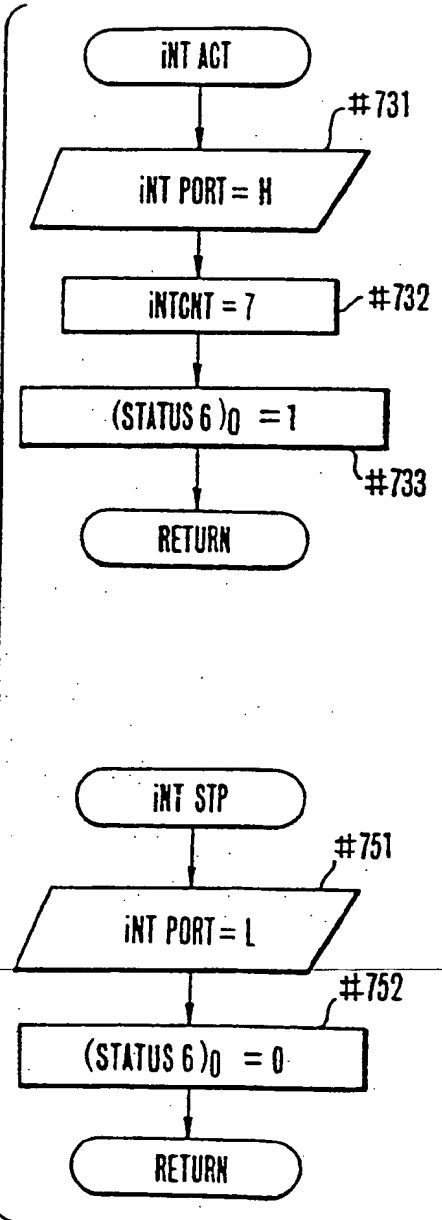 iNT ACT
#731
iNT PORT = H
iNTCNT = 7
#732
(STATUS 6)0 = 1
#733
RETURN
iNT STP
#751
iNT PORT = L
#752
(STATUS 6)0 = 0
RETURN